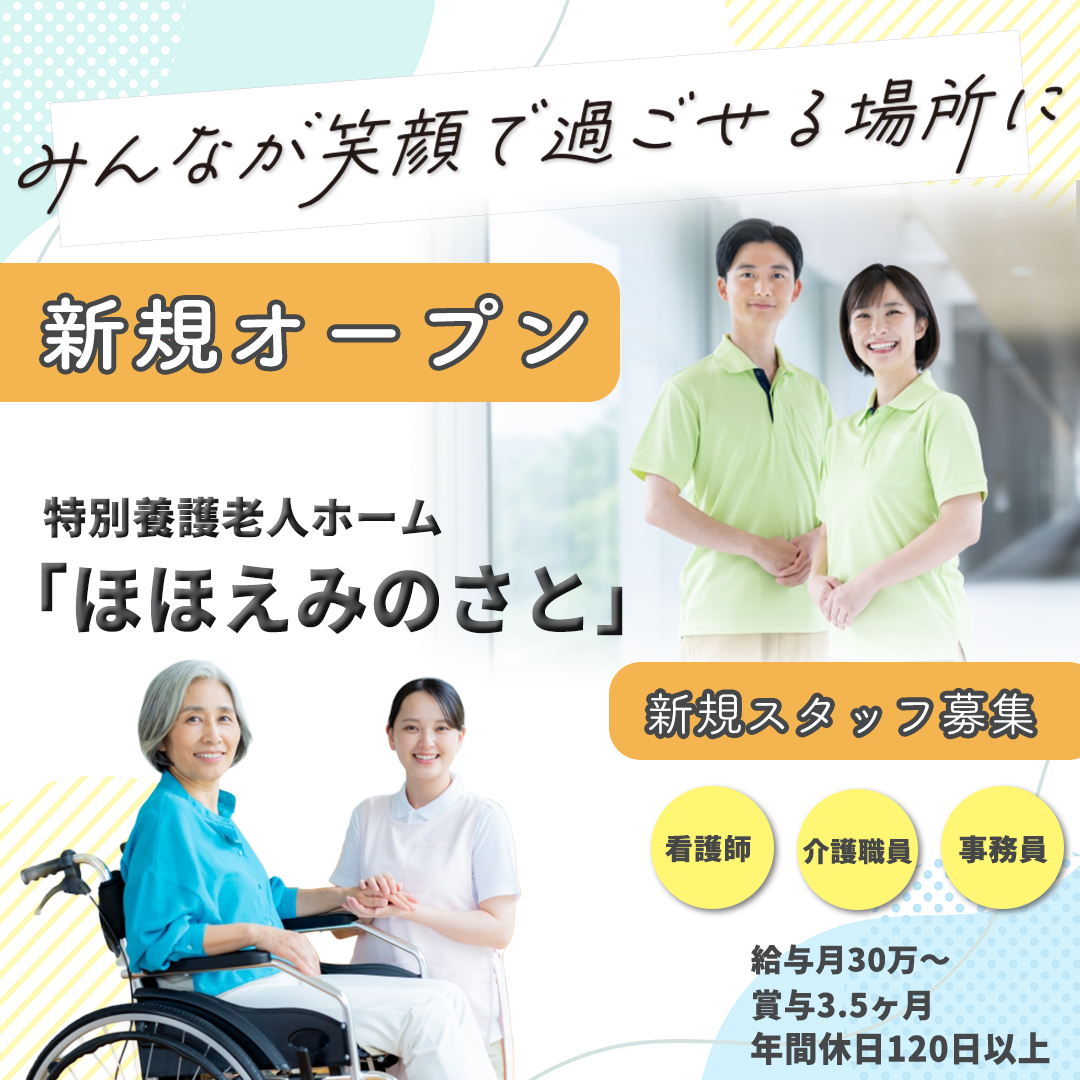 みんなが笑顔で過ごせる場所に
新規オープン
特別養護老人ホーム
「ほほえみのさと」
新規スタッフ募集
看護師
介護職員
事務員
給与月30万～
賞与3.5ヶ月
年間休日120日以上